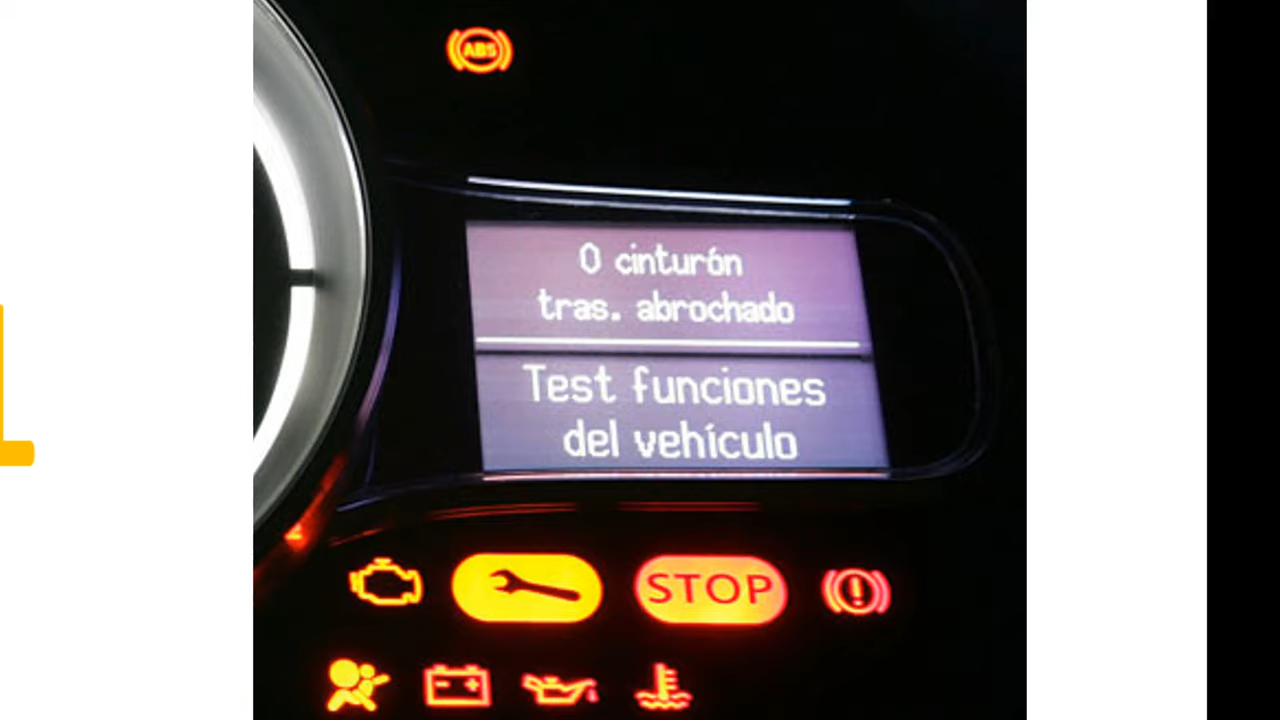 ABS
0 cinturón
tras. abrochado
Test funciones
del vehículo
STOP